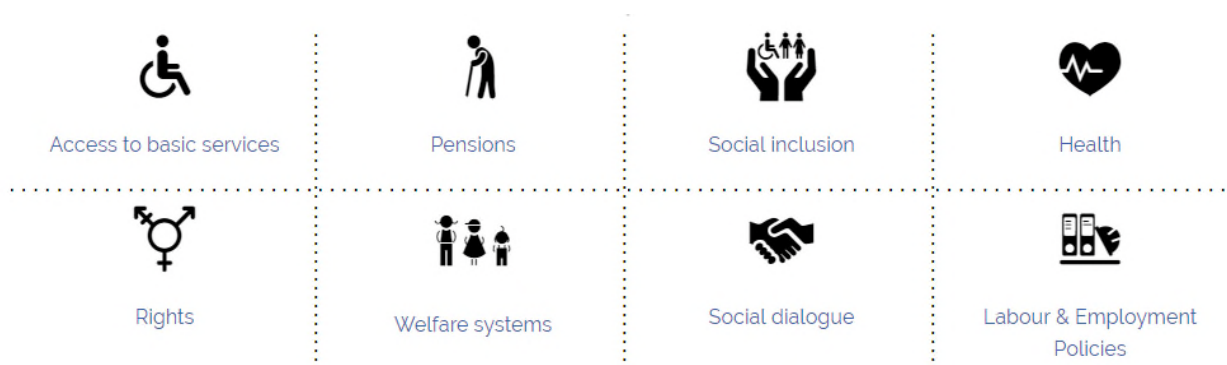 Access to basic services
Pensions
Social inclusion
Health
Rights
Welfare systems
Social dialogue
Labour & Employment
Policies